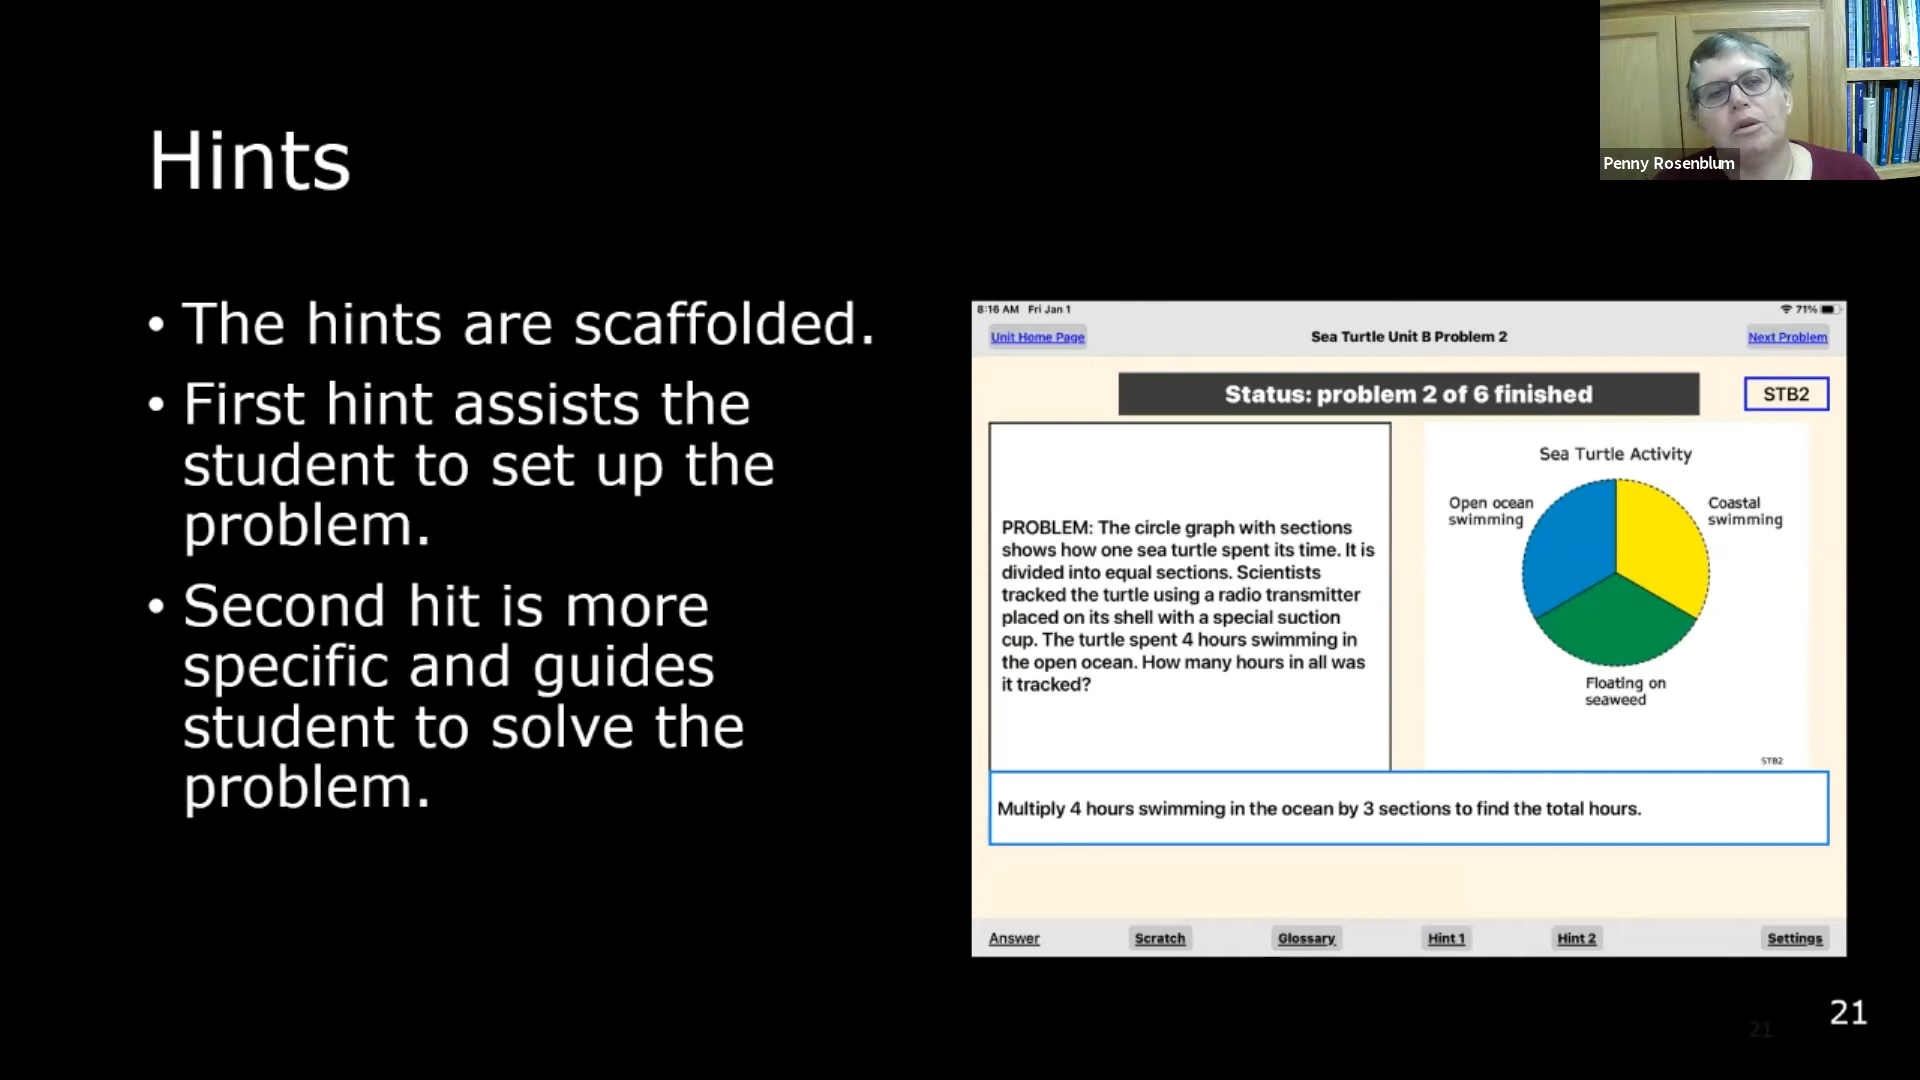 Hints
• The hints are scaffolded.
• First hint assists the
student to set up the
problem.
• Second hit is more
specific and guides
student to solve the
problem.
Penny Rosenblum
8:16 AM Fri Jan 1
71%
Unit Home Page
Sea Turtle Unit B Problem 2
Next Problem
Status: problem 2 of 6 finished
STB2
PROBLEM: The circle graph with sections
shows how one sea turtle spent its time. It is
divided into equal sections. Scientists
tracked the turtle using a radio transmitter
placed on its shell with a special suction
cup. The turtle spent 4 hours swimming in
the open ocean. How many hours in all was
it tracked?
Sea Turtle Activity
Open ocean
swimming
Coastal
swimming
Floating on
seaweed
STB2
Multiply 4 hours swimming in the ocean by 3 sections to find the total hours.
Answer
Scratch
Glossary
Hint 1
Hint 2
Settings
21
21